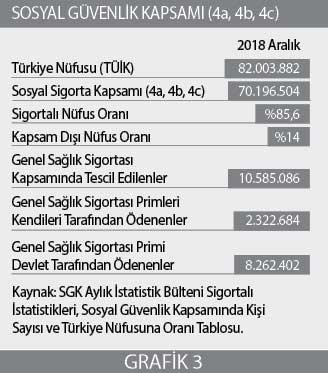 SOSYAL GÜVENLİK KAPSAMI (4a, 4b, 4c)
2018 Aralık
Türkiye Nüfusu (TÜİK) 82.003.882
Sosyal Sigorta Kapsamı (4a, 4b, 4c) 70.196.504
Sigortalı Nüfus Oranı %85,6
Kapsam Dışı Nüfus Oranı %14
Genel Sağlık Sigortası
Kapsamında Tescil Edilenler 10.585.086
Genel Sağlık Sigortası Primleri
Kendileri Tarafından Ödenenler 2.322.684
Genel Sağlık Sigortası Primi
Devlet Tarafından Ödenenler 8.262.402
Kaynak: SGK Aylık İstatistik Bülteni Sigortalı
İstatistikleri, Sosyal Güvenlik Kapsamında Kişi
Sayısı ve Türkiye Nüfusuna Oranı Tablosu.
GRAFİK 3